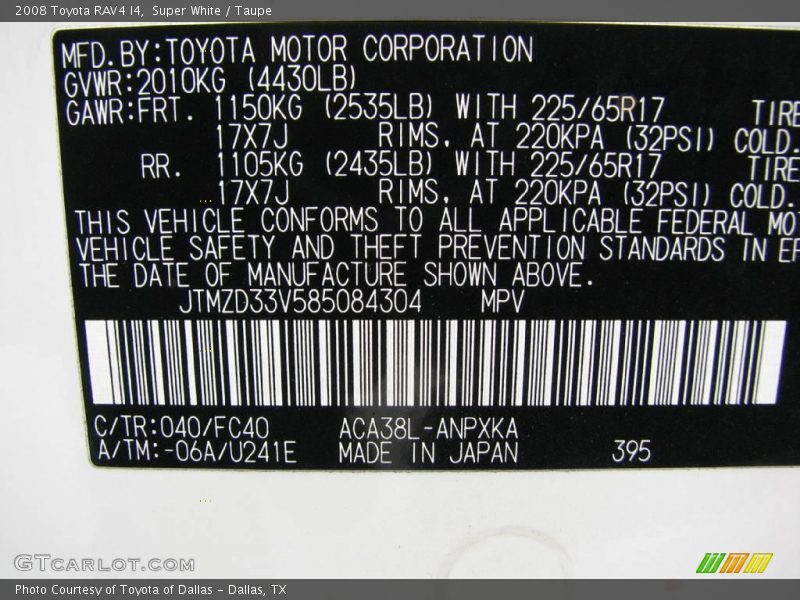 2008 Toyota RAV4 I4, Super White / Taupe
MFD.BY:TOYOTA MOTOR CORPORATION
GVWR:2010KG (4430LB)
GAWR:FRT. 1150KG (2535LB) WITH 225/65R17 TIRE
17X7J RIMS, AT 220KPA (32PSI) COLD.
RR. 1105KG (2435LB) WITH 225/65R17 TIRE
17X7J RIMS, AT 220KPA (32PSI) COLD.
THIS VEHICLE CONFORMS TO ALL APPLICABLE FEDERAL MOT
VEHICLE SAFETY AND THEFT PREVENTION STANDARDS IN EF
THE DATE OF MANUFACTURE SHOWN ABOVE.
JTMZD33V585084304 MPV
C/TR:040/FC40 ACA38L-ANPXKA
A/TM:-06A/U241E MADE IN JAPAN 395
GTCARLOT.COM
Photo Courtesy of Toyota of Dallas - Dallas, TX